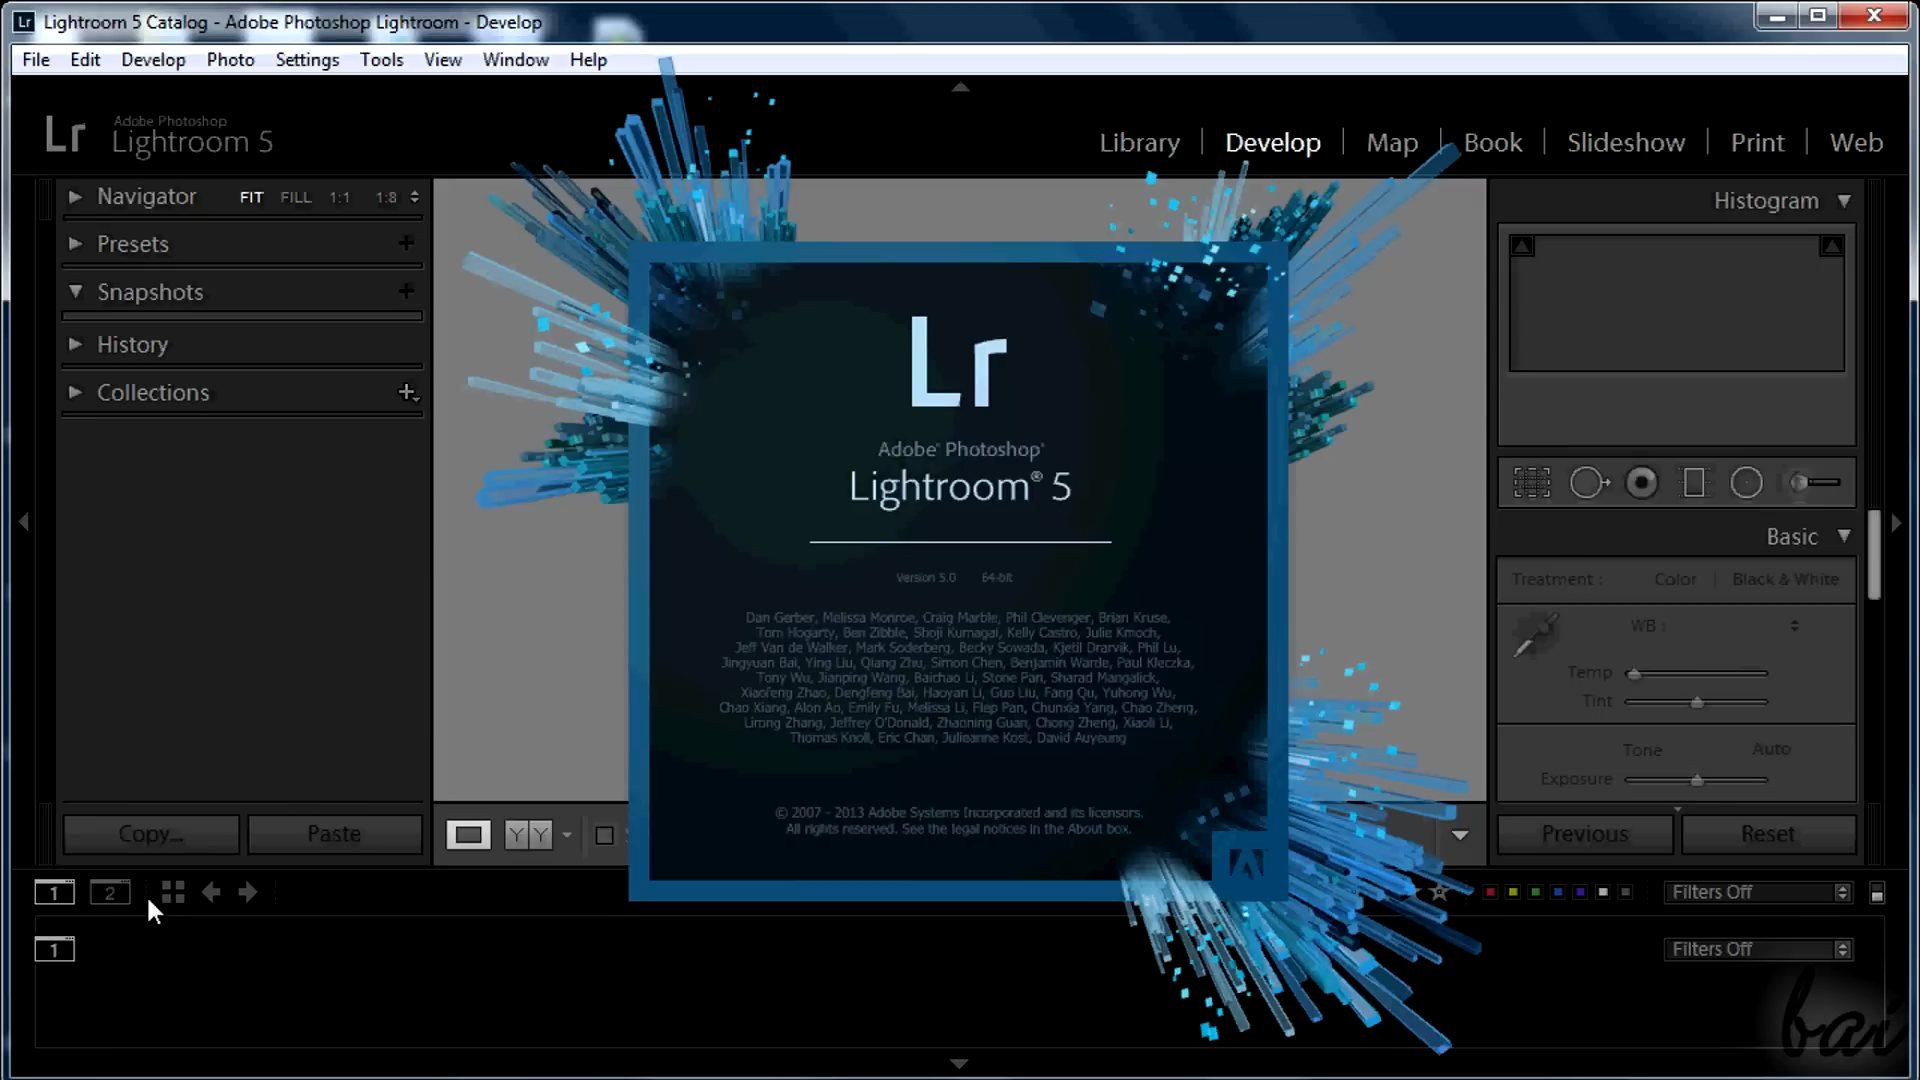 Lr Lightroom 5 Catalog - Adobe Photoshop Lightroom - Develop
File Edit Develop Photo Settings Tools View Window Help
Lr Adobe Photoshop
Lightroom 5
Library | Develop | Map | Book | Slideshow | Print | Web
Navigator FIT FILL 1:1 1:8
Presets
Snapshots
History
Collections
Copy... Paste
YY
Lr
Adobe® Photoshop®
Lightroom® 5
Version 5.0 64-bit
Dan Gerber, Melissa Monroe, Craig Marble, Phil Clevenger, Brian Kruse,
Tom Hogarty, Ben Zibble, Shoji Kumagai, Kelly Castro, Julie Kmoch,
Jeff Van de Walker, Mark Soderberg, Becky Sowada, Kjetil Drarvik, Phil Lu,
Jingyuan Bai, Ying Liu, Qiang Zhu, Simon Chen, Benjamin Warde, Paul Kleczka,
Tony Wu, Jianping Wang, Baichao Li, Stone Pan, Sharad Mangalick,
Xiaofeng Zhao, Dengfeng Bai, Haoyan Li, Guo Liu, Fang Qu, Yuhong Wu,
Chao Xiang, Alon Ao, Emily Fu, Melissa Li, Flep Pan, Chunxia Yang, Chao Zheng,
Lirong Zhang, Jeffrey O'Donald, Zhaoning Guan, Chong Zheng, Xiaoli Li,
Thomas Knoll, Eric Chan, Julieanne Kost, David Auyeung
© 2007 - 2013 Adobe Systems Incorporated and its licensors.
All rights reserved. See the legal notices in the About box.
Histogram
Basic
Treatment : Color | Black & White
WB :
Temp
Tint
Tone Auto
Exposure
Previous Reset
1 2 Filters Off
1 Filters Off
bai